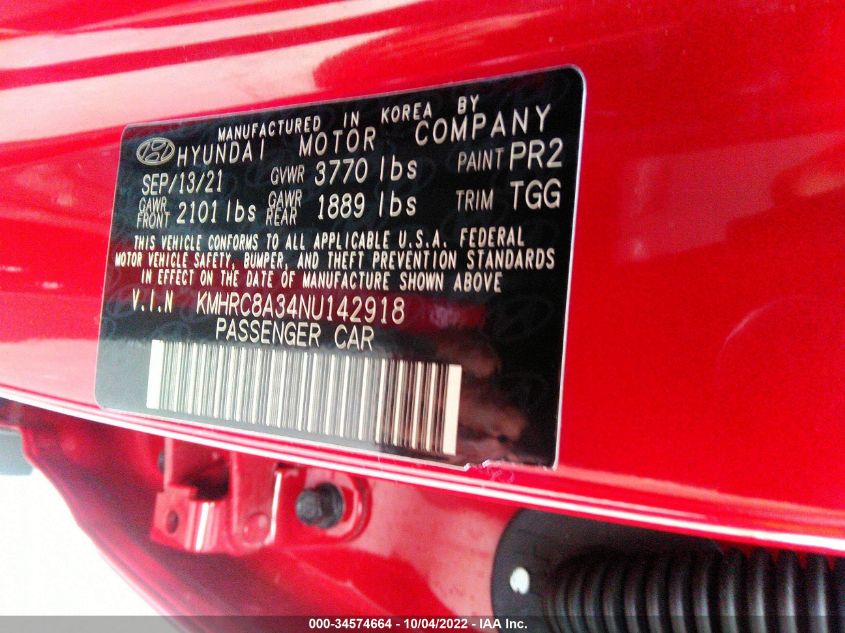 MANUFACTURED IN KOREA BY
HYUNDAI MOTOR COMPANY
SEP/13/21 GVWR 3770 lbs PAINT PR2
GAWR FRONT 2101 lbs GAWR REAR 1889 lbs TRIM TGG
THIS VEHICLE CONFORMS TO ALL APPLICABLE U.S.A. FEDERAL
MOTOR VEHICLE SAFETY, BUMPER, AND THEFT PREVENTION STANDARDS
IN EFFECT ON THE DATE OF MANUFACTURE SHOWN ABOVE
V.I.N KMHRC8A34NU142918
PASSENGER CAR
000-34574664 - 10/04/2022 - IAA Inc.